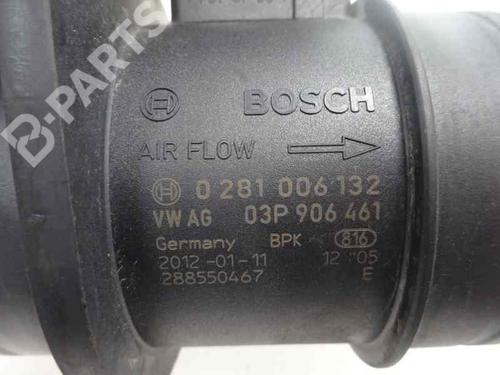 B-PARTS
BOSCH
AIR FLOW
0 281 006 132
VW AG 03P 906 461
Germany BPK 816
2012-01-11 12 05
288550467 E